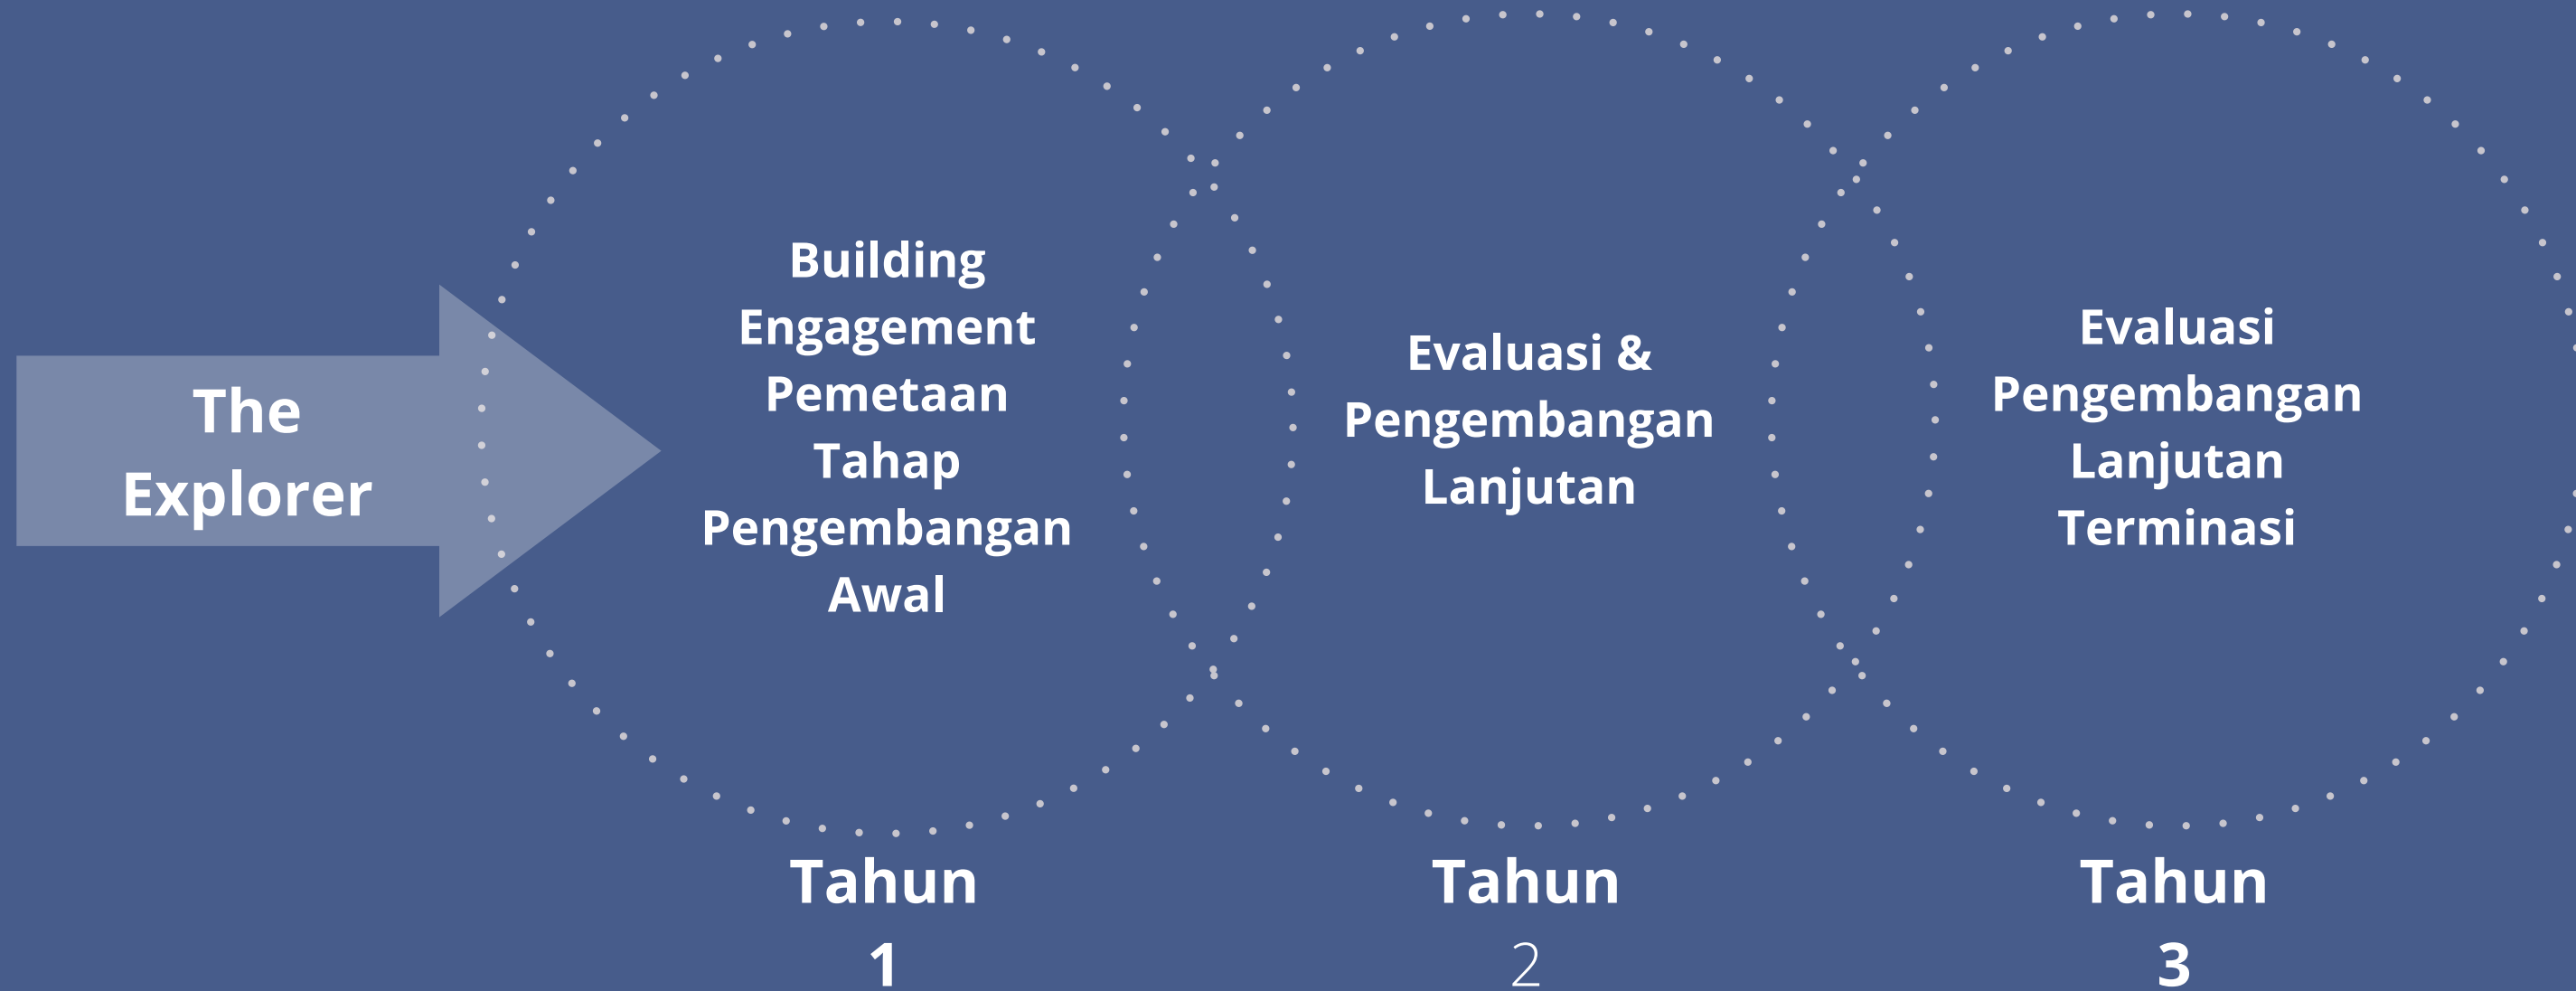 The
Explorer
Building
Engagement
Pemetaan
Tahap
Pengembangan
Awal
Evaluasi &
Pengembangan
Lanjutan
Evaluasi
Pengembangan
Lanjutan
Terminasi
Tahun
1
Tahun
2
Tahun
3